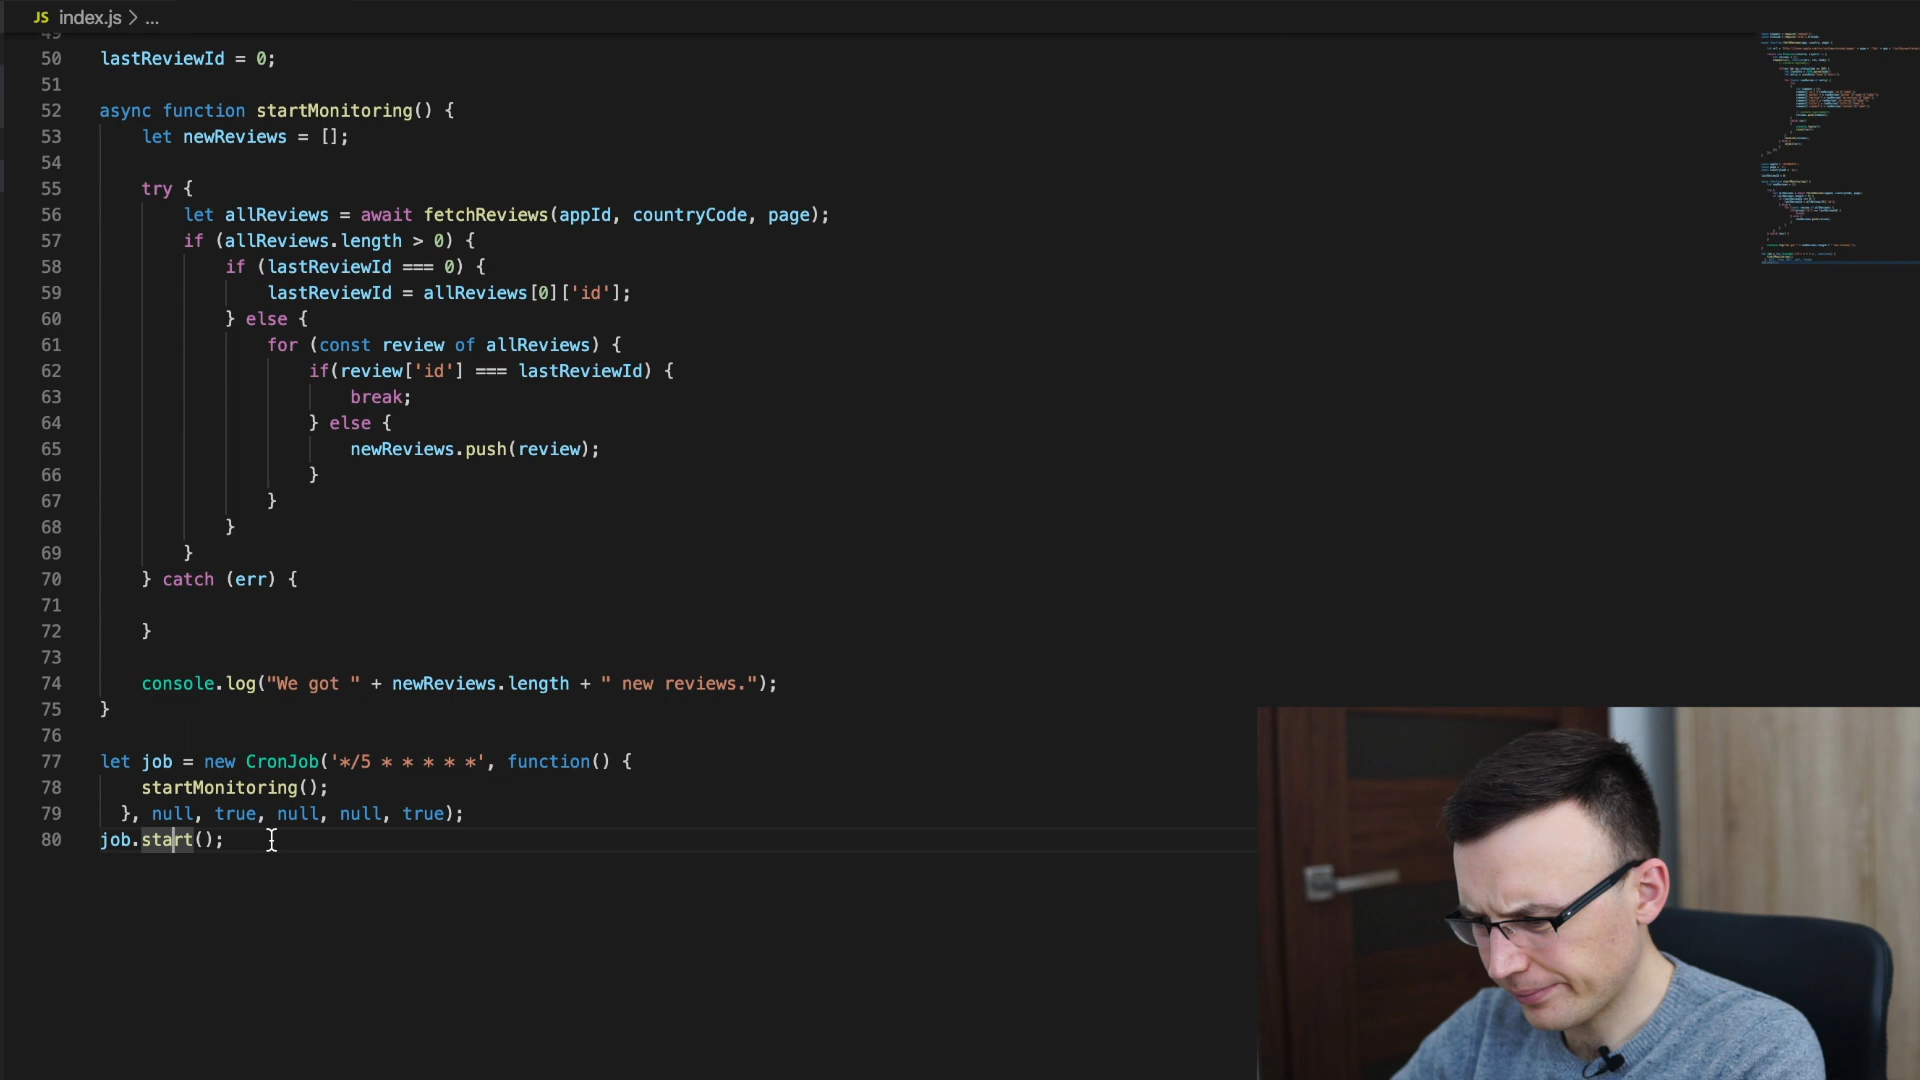 JS index.js > ...
49
50 lastReviewId = 0;
51
52 async function startMonitoring() {
53 let newReviews = [];
54
55 try {
56 let allReviews = await fetchReviews(appId, countryCode, page);
57 if (allReviews.length > 0) {
58 if (lastReviewId === 0) {
59 lastReviewId = allReviews[0]['id'];
60 } else {
61 for (const review of allReviews) {
62 if(review['id'] === lastReviewId) {
63 break;
64 } else {
65 newReviews.push(review);
66 }
67 }
68 }
69 }
70 } catch (err) {
71
72 }
73
74 console.log("We got " + newReviews.length + " new reviews.");
75 }
76
77 let job = new CronJob('*/5 * * * * *', function() {
78 startMonitoring();
79 }, null, true, null, null, true);
80 job.start();